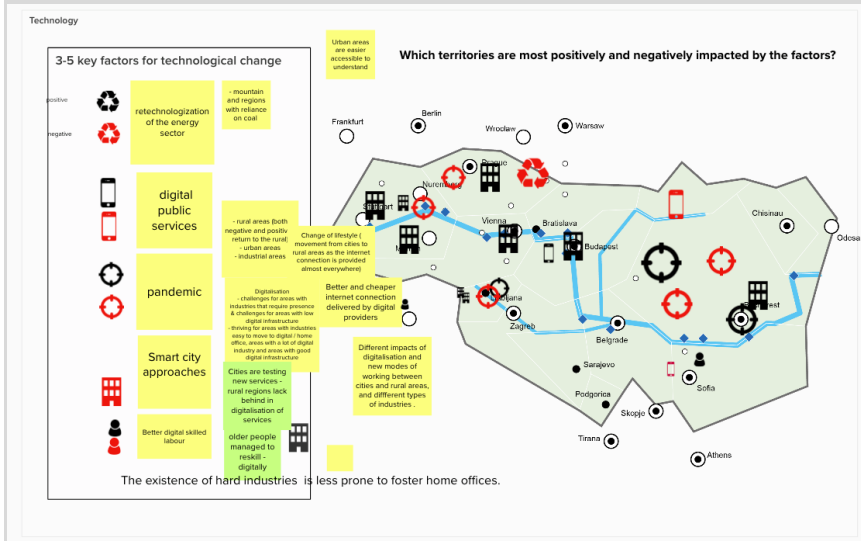 Technology
3-5 key factors for technological change
positive
negative
retechnologization
of the energy
sector
- mountain
and regions
with reliance
on coal
digital
public
services
pandemic
- rural areas (both
negative and positiv
return to the rural)
- urban areas
- industrial areas
Change of lifestyle (
movement from cities to
rural areas as the internet
connection is provided
almost everywhere)
Digitalisation
- challenges for areas with
industries that require presence
& challenges for areas with low
digital infrastructure
- thriving for areas with industries
easy to move to digital / home
office, areas with a lot of digital
industry and areas with good
digital infrastructure
Better and cheaper
internet connection
delivered by digital
providers
Smart city
approaches
Cities are testing
new services -
rural regions lack
behind in
digitalisation of
services
Different impacts of
digitalisation and
new modes of
working between
cities and rural areas,
and different types
of industries .
Better digital skilled
labour
older people
managed to
reskill -
digitally
The existence of hard industries is less prone to foster home offices.
Urban areas
are easier
accessible to
understand
Which territories are most positively and negatively impacted by the factors?
Frankfurt
Berlin
Wrocław
Warsaw
Prague
Nuremburg
Vienna
Bratislava
Budapest
Chisinau
Odcsa
Zagreb
Belgrade
Sarajevo
Podgorica
Skopje
Sofia
Tirana
Athens